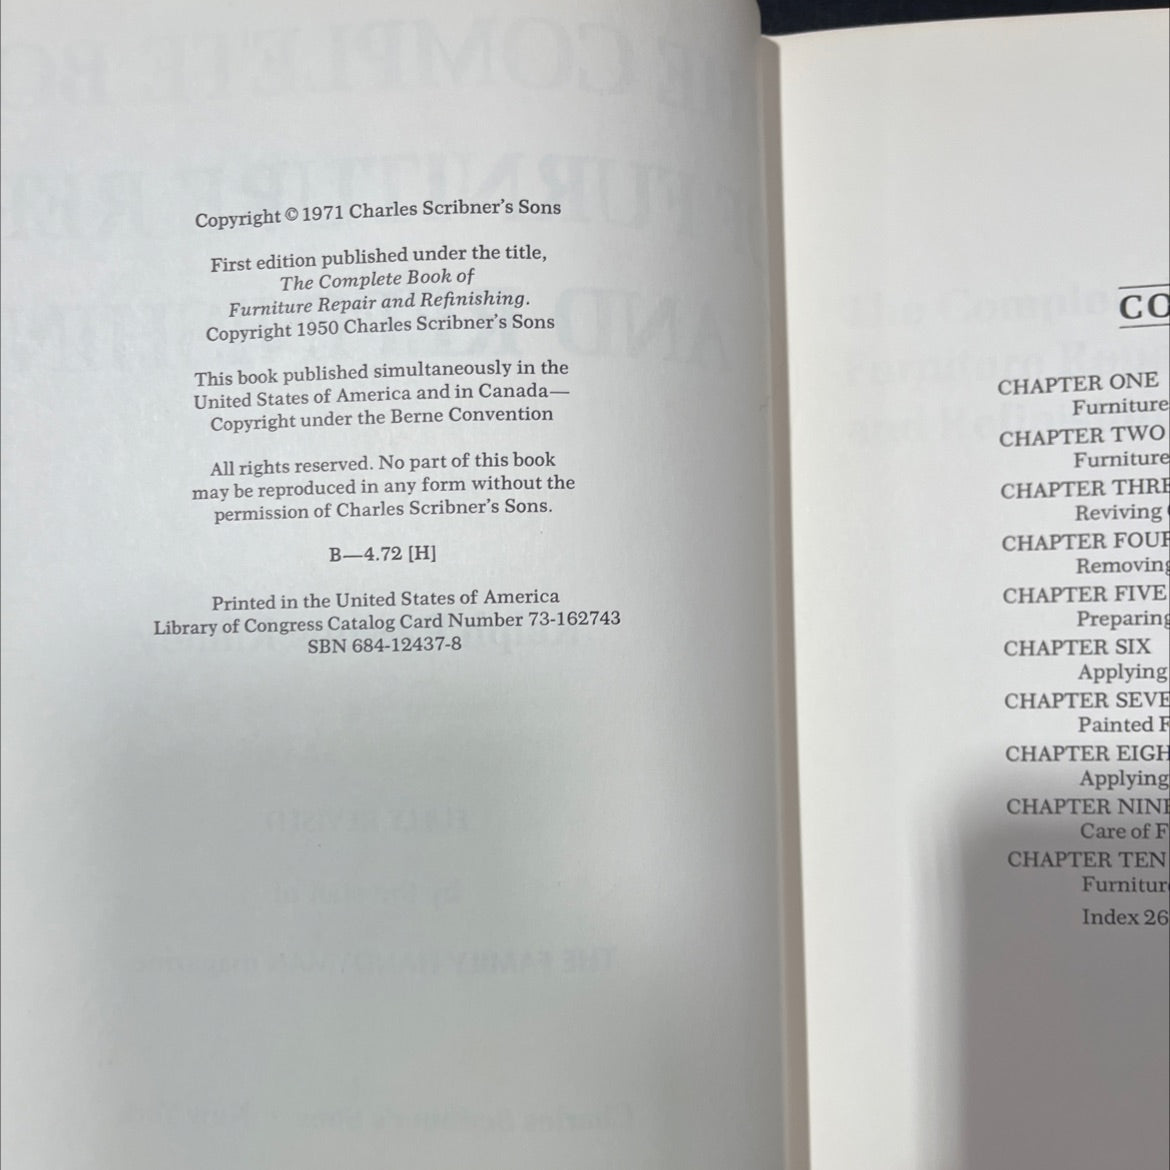 Copyright © 1971 Charles Scribner's Sons
First edition published under the title,
The Complete Book of
Furniture Repair and Refinishing.
Copyright 1950 Charles Scribner's Sons
This book published simultaneously in the
United States of America and in Canada—
Copyright under the Berne Convention
All rights reserved. No part of this book
may be reproduced in any form without the
permission of Charles Scribner's Sons.
B—4.72 [H]
Printed in the United States of America
Library of Congress Catalog Card Number 73-162743
SBN 684-12437-8
CO
CHAPTER ONE
Furniture
CHAPTER TWO
Furniture
CHAPTER THRE
Reviving
CHAPTER FOUR
Removing
CHAPTER FIVE
Preparing
CHAPTER SIX
Applying
CHAPTER SEVE
Painted F
CHAPTER EIGH
Applying
CHAPTER NINE
Care of F
CHAPTER TEN
Furniture
Index 26